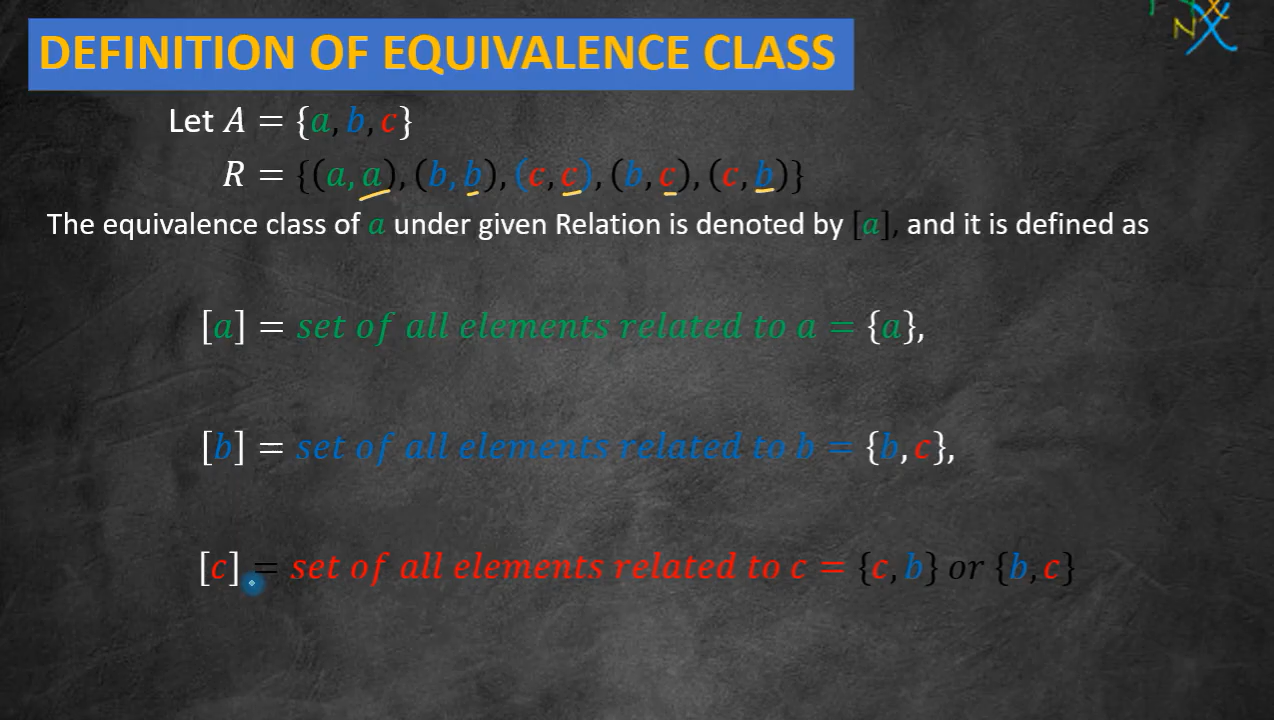 DEFINITION OF EQUIVALENCE CLASS
Let A = {a, b, c}
R = {(a, a), (b, b), (c, c), (b, c), (c, b)}
The equivalence class of a under given Relation is denoted by [a], and it is defined as
[a] = set of all elements related to a = {a},
[b] = set of all elements related to b = {b, c},
[c] = set of all elements related to c = {c, b} or {b, c}